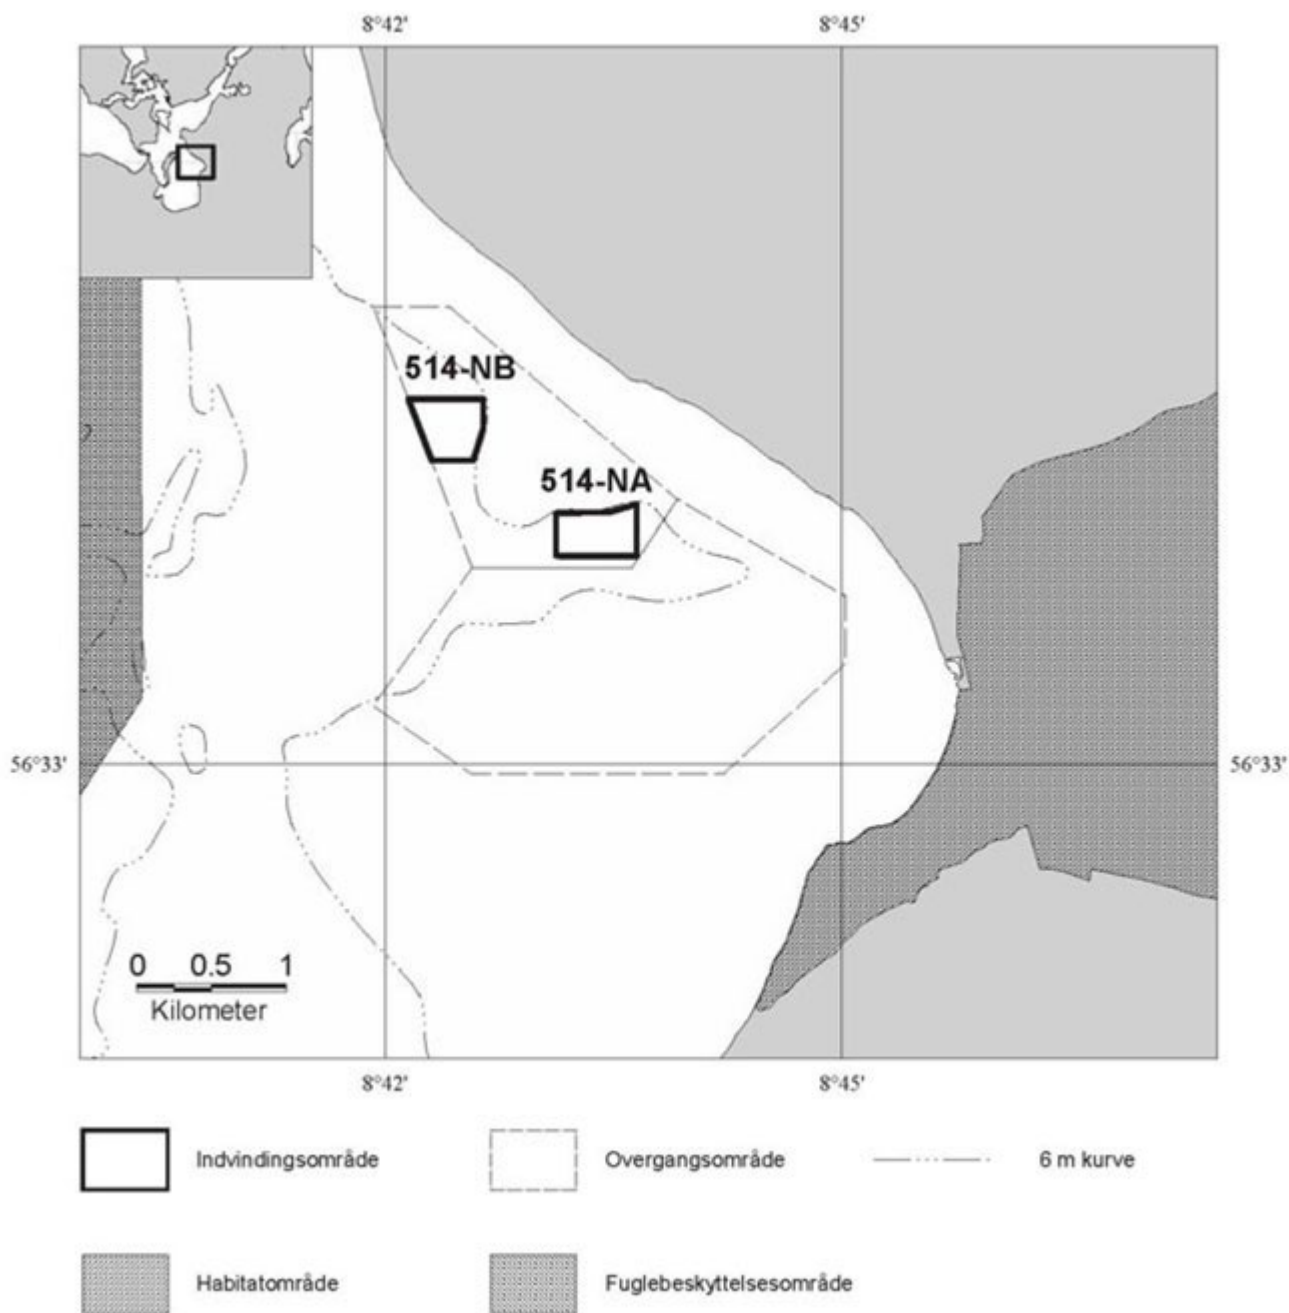 8°42' 8°45'
514-NB
514-NA
56°33' 56°33'
0 0.5 1
Kilometer
8°42' 8°45'
Indvindingsområde Overgangsområde 6 m kurve
Habitatområde Fuglebeskyttelsesområde